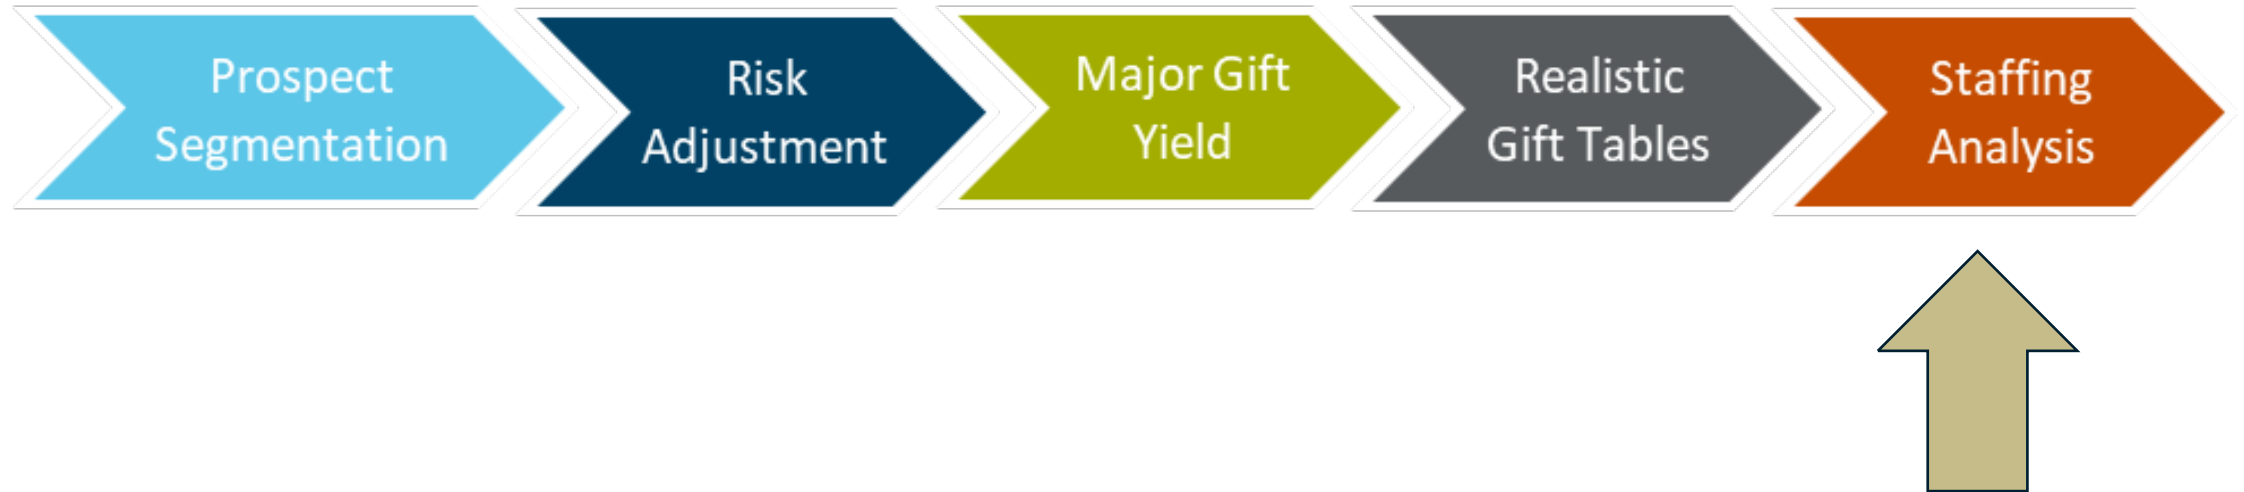 Prospect
Segmentation
Risk
Adjustment
Major Gift
Yield
Realistic
Gift Tables
Staffing
Analysis